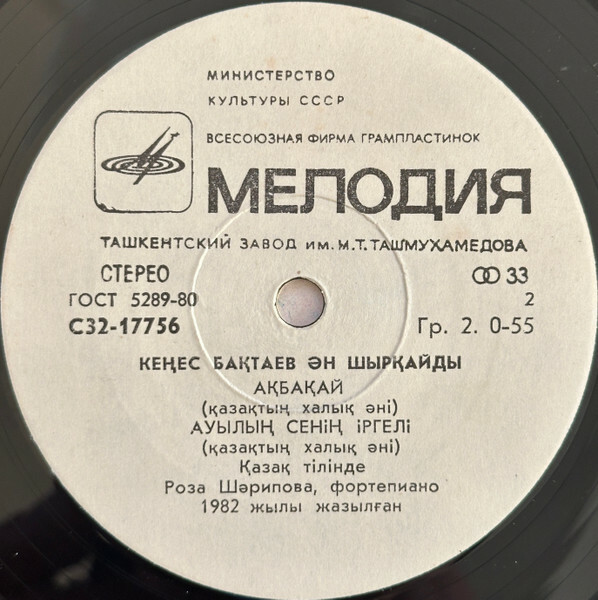 МИНИСТЕРСТВО
КУЛЬТУРЫ СССР
ВСЕСОЮЗНАЯ ФИРМА ГРАМПЛАСТИНОК
МЕЛОДИЯ
ТАШКЕНТСКИЙ ЗАВОД ИМ. М.Т. ТАШМУХАМЕДОВА
СТЕРЕО 33
ГОСТ 5289-80 2
С32-17756 Гр. 2. 0-55
КЕҢЕС БАҚТАЕВ ӘН ШЫРҚАЙДЫ
АҚБАҚАЙ
(қазақтың халық әні)
АУЫЛЫҢ СЕНІҢ ІРГЕЛІ
(қазақтың халық әні)
Қазақ тілінде
Роза Шәрипова, фортепиано
1982 жылы жазылған